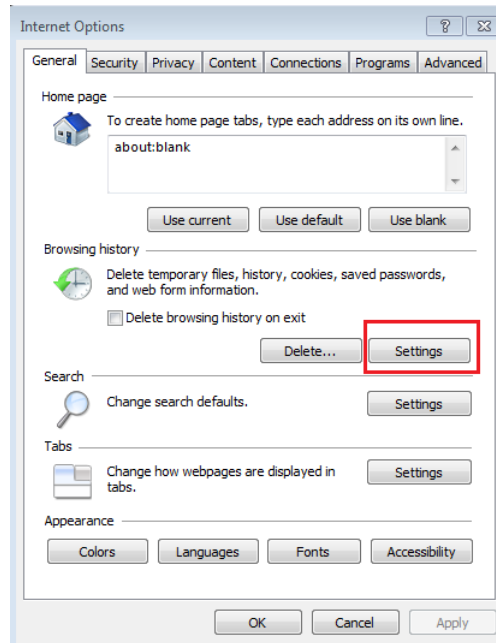 Internet Options
General Security Privacy Content Connections Programs Advanced
Home page
To create home page tabs, type each address on its own line.
about:blank
Use current Use default Use blank
Browsing history
Delete temporary files, history, cookies, saved passwords,
and web form information.
Delete browsing history on exit
Delete... Settings
Search
Change search defaults.
Settings
Tabs
Change how webpages are displayed in
tabs.
Settings
Appearance
Colors Languages Fonts Accessibility
OK Cancel Apply